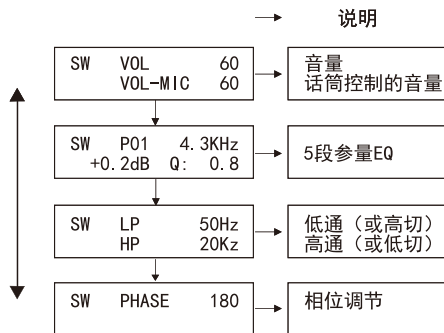 说明
SW VOL 60
VOL-MIC 60
音量
话筒控制的音量
SW P01 4.3KHz
+0.2dB Q: 0.8
5段参量EQ
SW LP 50Hz
HP 20Kz
低通（或高切）
高通（或低切）
SW PHASE 180
相位调节